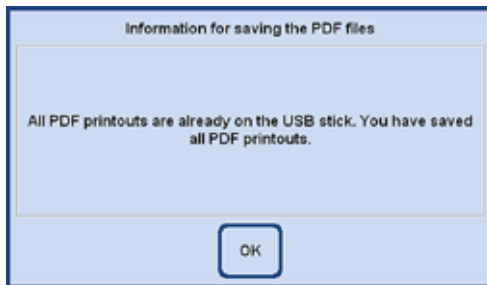 Information for saving the PDF files
All PDF printouts are already on the USB stick. You have saved
all PDF printouts.
OK